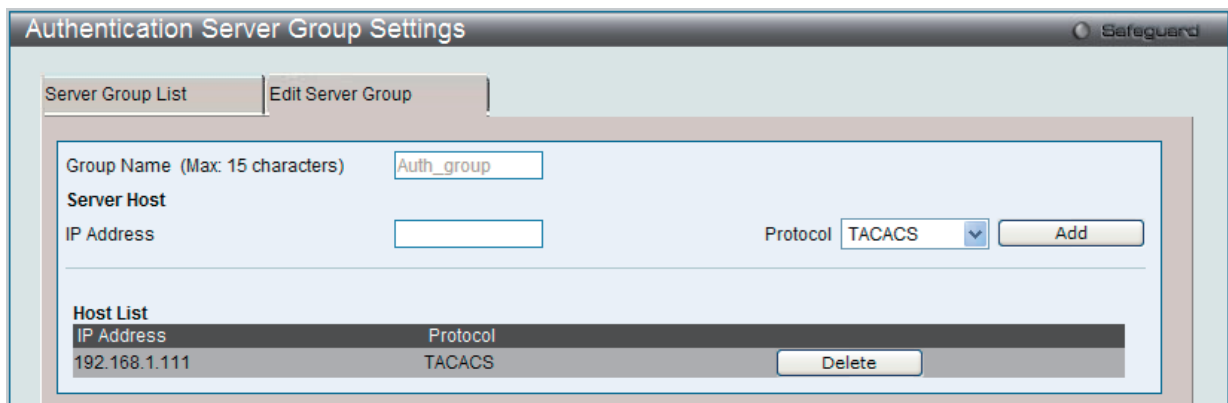 Authentication Server Group Settings
Safeguard
Server Group List
Edit Server Group
Group Name (Max: 15 characters) Auth_group
Server Host
IP Address Protocol TACACS Add
Host List
IP Address Protocol
192.168.1.111 TACACS Delete